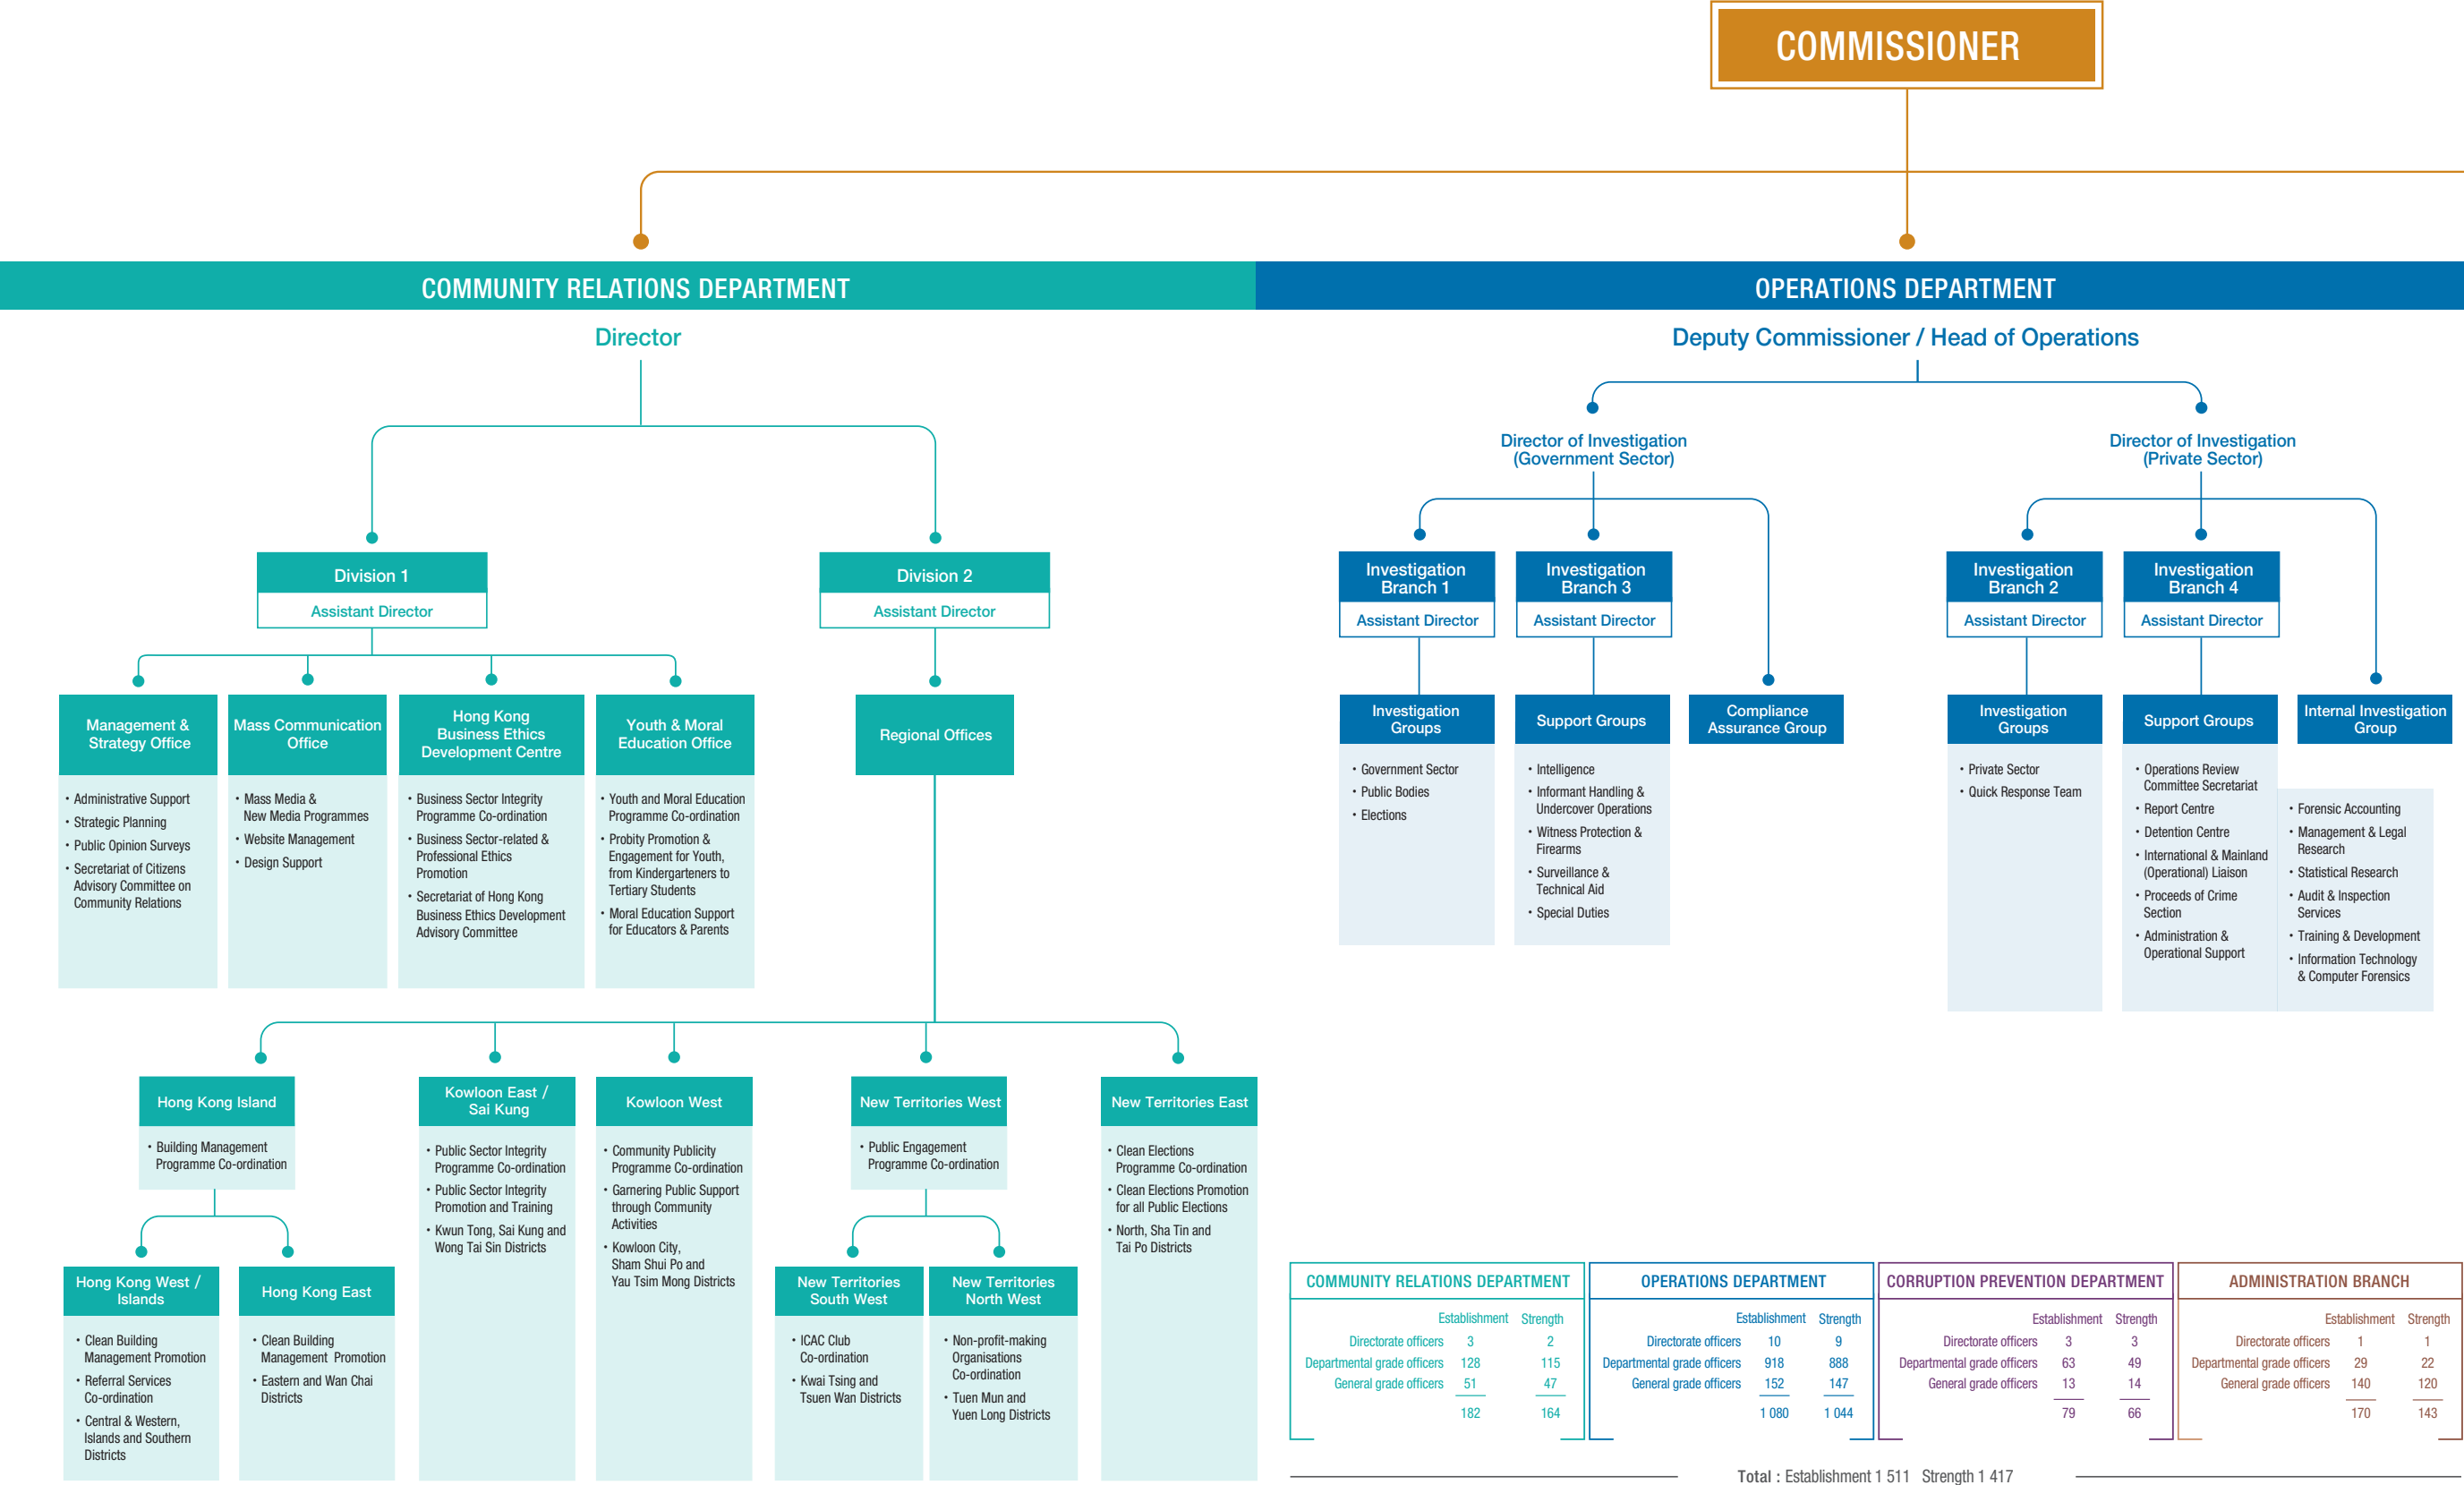 COMMISSIONER
COMMUNITY RELATIONS DEPARTMENT
OPERATIONS DEPARTMENT
Director
Deputy Commissioner / Head of Operations
Division 1
Assistant Director
Division 2
Assistant Director
Management &
Strategy Office
• Administrative Support
• Strategic Planning
• Public Opinion Surveys
• Secretariat of Citizens
Advisory Committee on
Community Relations
Mass Communication
Office
• Mass Media &
New Media Programmes
• Website Management
• Design Support
Hong Kong
Business Ethics
Development Centre
• Business Sector Integrity
Programme Co-ordination
• Business Sector-related &
Professional Ethics
Promotion
• Secretariat of Hong Kong
Business Ethics Development
Advisory Committee
Youth & Moral
Education Office
• Youth and Moral Education
Programme Co-ordination
• Probity Promotion &
Engagement for Youth,
from Kindergarteners to
Tertiary Students
• Moral Education Support
for Educators & Parents
Regional Offices
Hong Kong Island
• Building Management
Programme Co-ordination
Hong Kong West /
Islands
• Clean Building
Management Promotion
• Referral Services
Co-ordination
• Central & Western,
Islands and Southern
Districts
Hong Kong East
• Clean Building
Management Promotion
• Eastern and Wan Chai
Districts
Kowloon East /
Sai Kung
• Public Sector Integrity
Programme Co-ordination
• Public Sector Integrity
Promotion and Training
• Kwun Tong, Sai Kung and
Wong Tai Sin Districts
Kowloon West
• Community Publicity
Programme Co-ordination
• Garnering Public Support
through Community
Activities
• Kowloon City,
Sham Shui Po and
Yau Tsim Mong Districts
New Territories West
• Public Engagement
Programme Co-ordination
New Territories
South West
• ICAC Club
Co-ordination
• Kwai Tsing and
Tsuen Wan Districts
New Territories
North West
• Non-profit-making
Organisations
Co-ordination
• Tuen Mun and
Yuen Long Districts
New Territories East
• Clean Elections
Programme Co-ordination
• Clean Elections Promotion
for all Public Elections
• North, Sha Tin and
Tai Po Districts
Director of Investigation
(Government Sector)
Investigation
Branch 1
Assistant Director
Investigation
Groups
• Government Sector
• Public Bodies
• Elections
Investigation
Branch 3
Assistant Director
Support Groups
• Intelligence
• Informant Handling &
Undercover Operations
• Witness Protection &
Firearms
• Surveillance &
Technical Aid
• Special Duties
Compliance
Assurance Group
Director of Investigation
(Private Sector)
Investigation
Branch 2
Assistant Director
Investigation
Groups
• Private Sector
• Quick Response Team
Investigation
Branch 4
Assistant Director
Support Groups
• Operations Review
Committee Secretariat
• Report Centre
• Detention Centre
• International & Mainland
(Operational) Liaison
• Proceeds of Crime
Section
• Administration &
Operational Support
• Forensic Accounting
• Management & Legal
Research
• Statistical Research
• Audit & Inspection
Services
• Training & Development
• Information Technology
& Computer Forensics
Internal Investigation
Group
COMMUNITY RELATIONS DEPARTMENT
Establishment Strength
Directorate officers 3 2
Departmental grade officers 128 115
General grade officers 51 47
182 164
OPERATIONS DEPARTMENT
Establishment Strength
Directorate officers 10 9
Departmental grade officers 918 888
General grade officers 152 147
1 080 1 044
CORRUPTION PREVENTION DEPARTMENT
Establishment Strength
Directorate officers 3 3
Departmental grade officers 63 49
General grade officers 13 14
79 66
ADMINISTRATION BRANCH
Establishment Strength
Directorate officers 1 1
Departmental grade officers 29 22
General grade officers 140 120
170 143
Total : Establishment 1 511 Strength 1 417